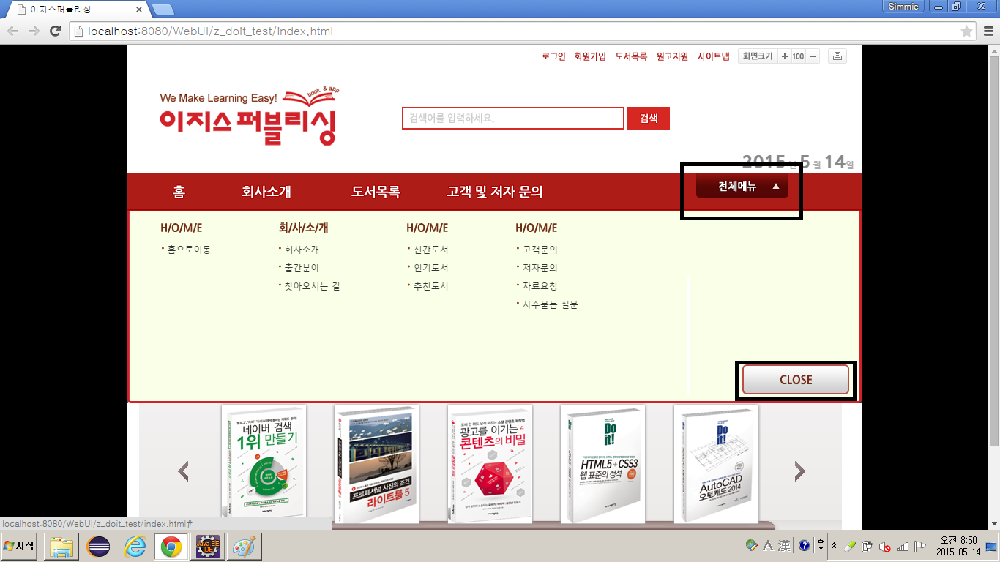 이지스퍼블리싱
Simmie
localhost:8080/WebUI/z_doit_test/index.html
로그인 회원가입 도서목록 원고지원 사이트맵 화면크기 + 100 −
We Make Learning Easy! book & app
이지스퍼블리싱
검색어를 입력하세요. 검색
2015년 5월 14일
홈 회사소개 도서목록 고객 및 저자 문의 전체메뉴 ▲
H/O/M/E 회/사/소/개 H/O/M/E H/O/M/E
홈으로이동 회사소개 신간도서 고객문의
출간분야 인기도서 저자문의
찾아오시는 길 추천도서 자료요청
자주묻는 질문
CLOSE
네이버 검색
1위 만들기
프로페셔널 사진의 조건
라이트룸 5
광고를 이기는
콘텐츠의 비밀
Do it!
HTML5+CSS3
웹 표준의 정석
Do it!
AutoCAD
오토캐드 2014
localhost:8080/WebUI/z_doit_test/index.html#
시작
Java EE
IDE
A 漢
오전 8:50
2015-05-14